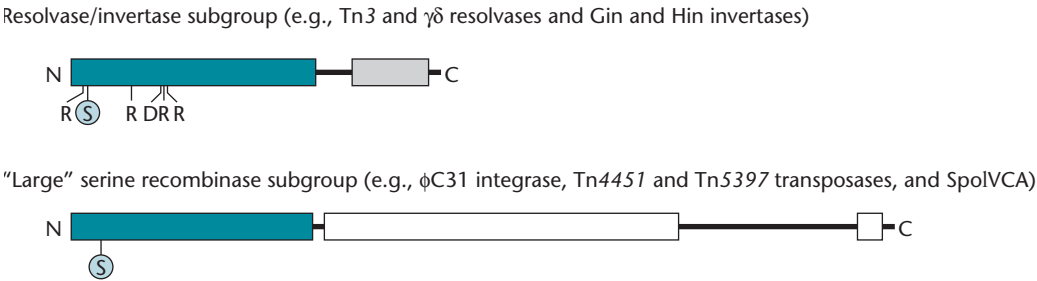 Resolvase/invertase subgroup (e.g., Tn3 and γδ resolvases and Gin and Hin invertases)
N C
R S R D R R
"Large" serine recombinase subgroup (e.g., ϕC31 integrase, Tn4451 and Tn5397 transposases, and SpoIVCA)
N C
S